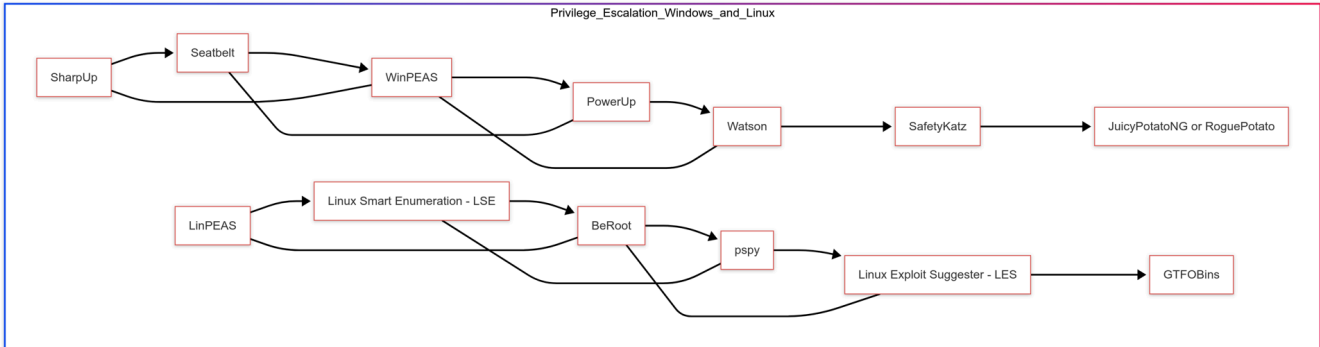 Privilege_Escalation_Windows_and_Linux
SharpUp
Seatbelt
WinPEAS
PowerUp
Watson
SafetyKatz
JuicyPotatoNG or RoguePotato
LinPEAS
Linux Smart Enumeration - LSE
BeRoot
pspy
Linux Exploit Suggester - LES
GTFOBins